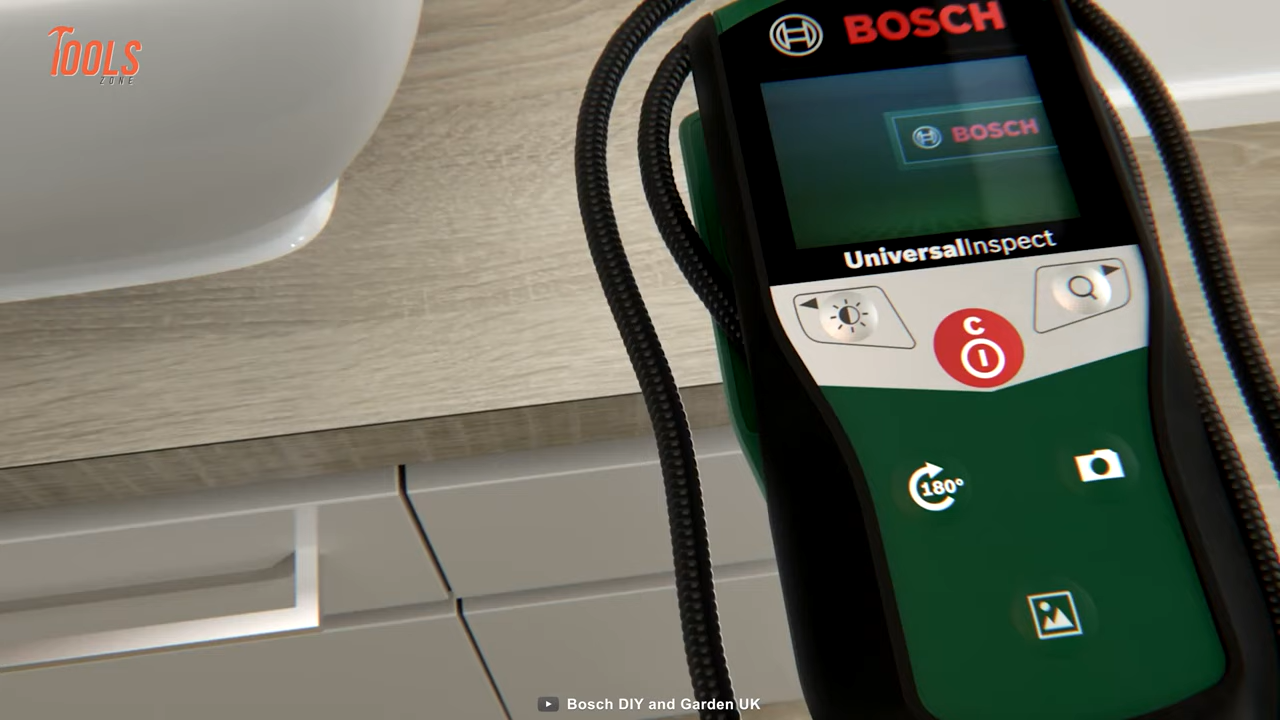 TOOLS
ZONE
BOSCH
BOSCH
UniversalInspect
C
180°
Bosch DIY and Garden UK